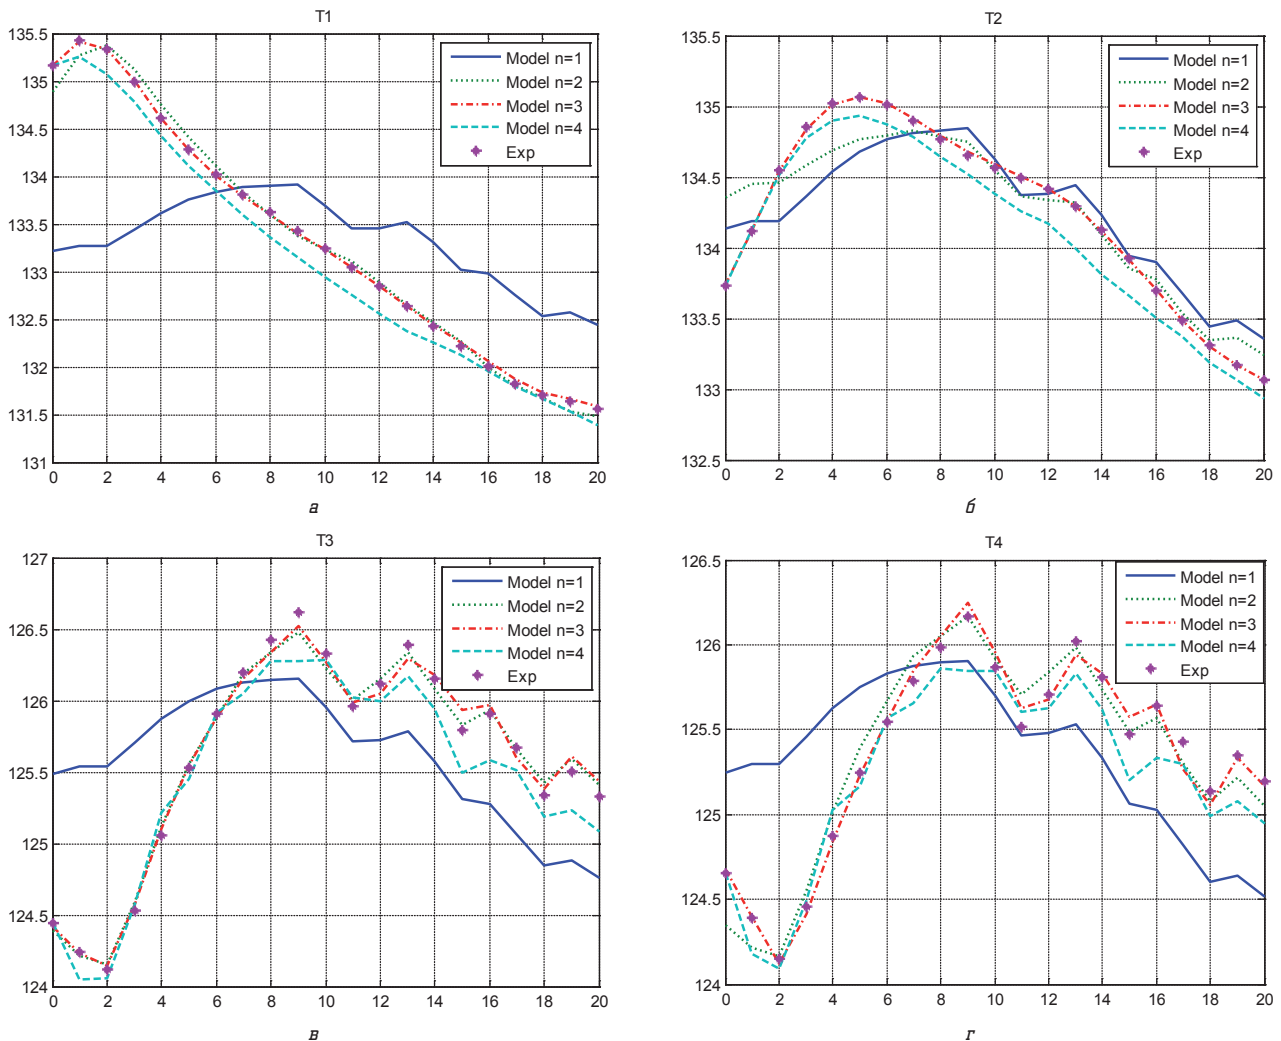 T1
135.5
135
134.5
134
133.5
133
132.5
132
131.5
131
0 2 4 6 8 10 12 14 16 18 20
Model n=1
Model n=2
Model n=3
Model n=4
Exp
а
T2
135.5
135
134.5
134
133.5
133
132.5
0 2 4 6 8 10 12 14 16 18 20
Model n=1
Model n=2
Model n=3
Model n=4
Exp
б
T3
127
126.5
126
125.5
125
124.5
124
0 2 4 6 8 10 12 14 16 18 20
Model n=1
Model n=2
Model n=3
Model n=4
Exp
в
T4
126.5
126
125.5
125
124.5
124
0 2 4 6 8 10 12 14 16 18 20
Model n=1
Model n=2
Model n=3
Model n=4
Exp
г